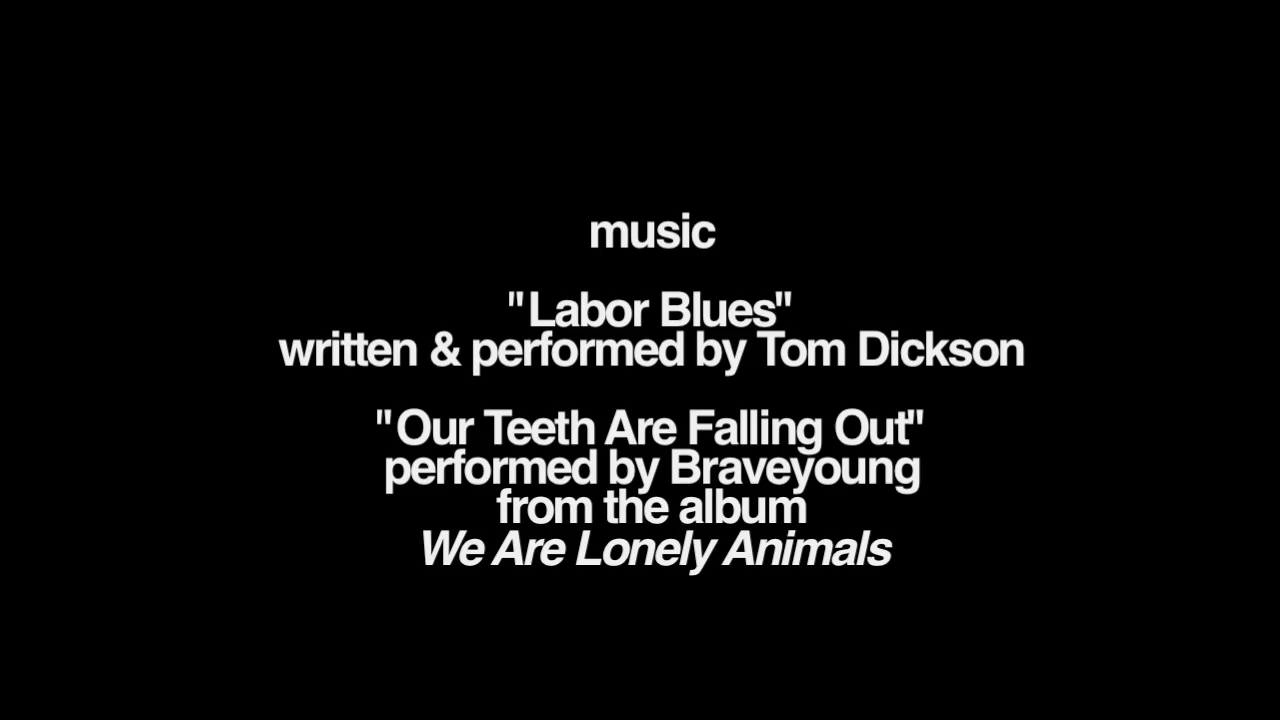 music
"Labor Blues"
written & performed by Tom Dickson
"Our Teeth Are Falling Out"
performed by Braveyoung
from the album
We Are Lonely Animals